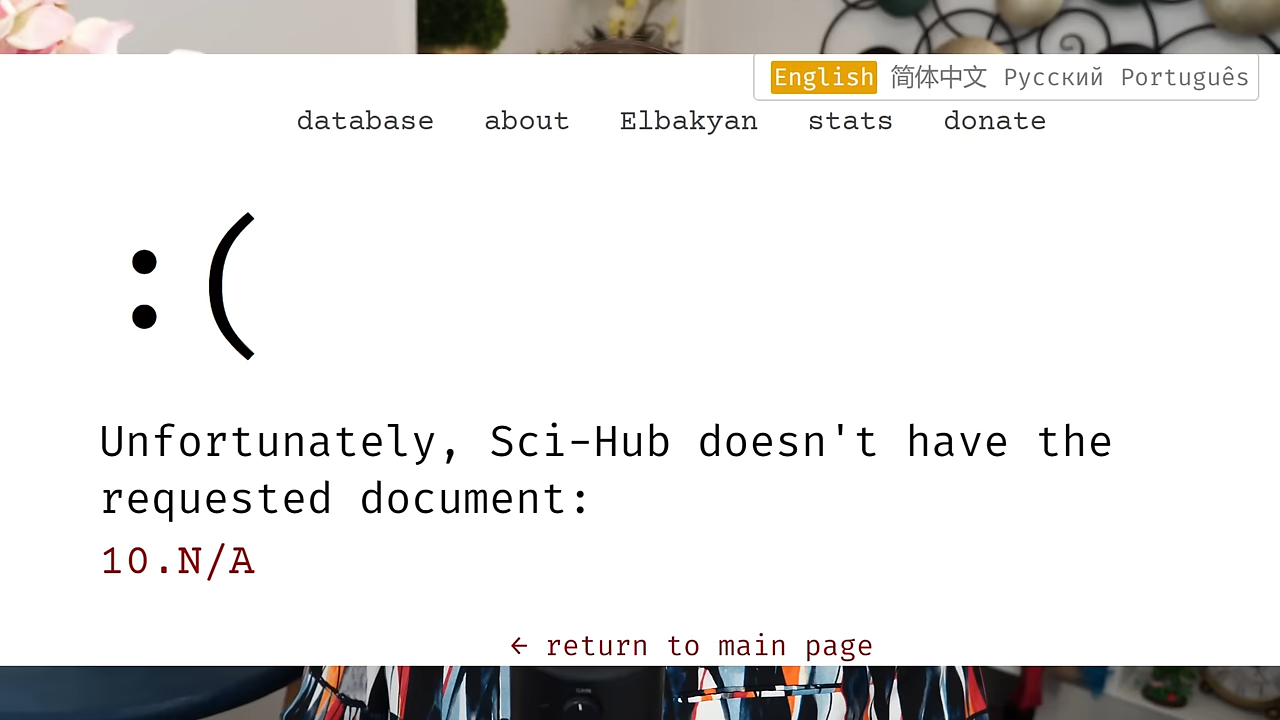 English 简体中文 Русский Português
database about Elbakyan stats donate
:(
Unfortunately, Sci-Hub doesn't have the
requested document:
10.N/A
← return to main page
GAIN